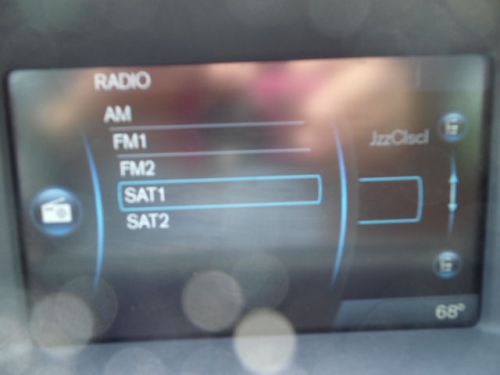 RADIO
AM
FM1
JzzClscl
FM2
SAT1
SAT2
68°